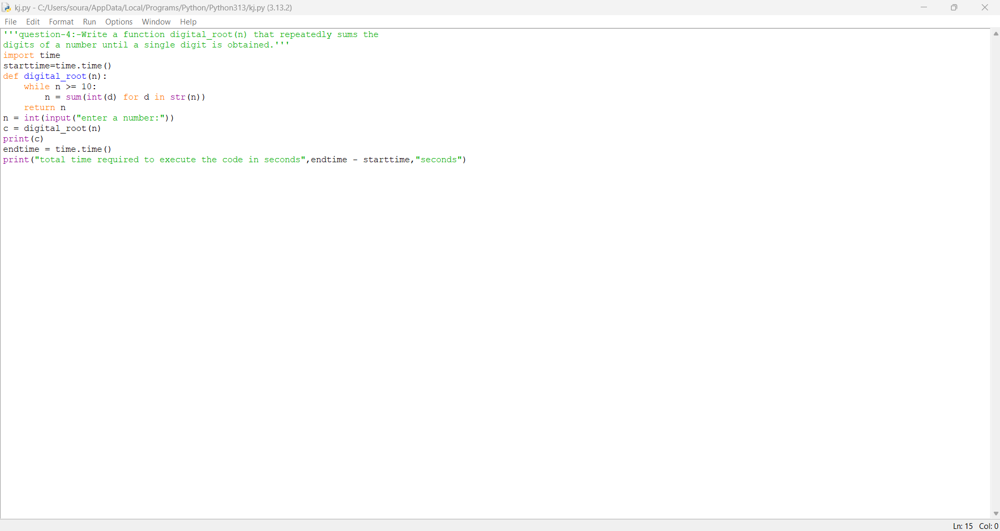 kj.py - C:/Users/soura/AppData/Local/Programs/Python/Python313/kj.py (3.13.2)
File Edit Format Run Options Window Help
'''question-4:-Write a function digital_root(n) that repeatedly sums the
digits of a number until a single digit is obtained.'''
import time
starttime=time.time()
def digital_root(n):
    while n >= 10:
        n = sum(int(d) for d in str(n))
    return n
n = int(input("enter a number:"))
c = digital_root(n)
print(c)
endtime = time.time()
print("total time required to execute the code in seconds",endtime - starttime,"seconds")
Ln: 15 Col: 0